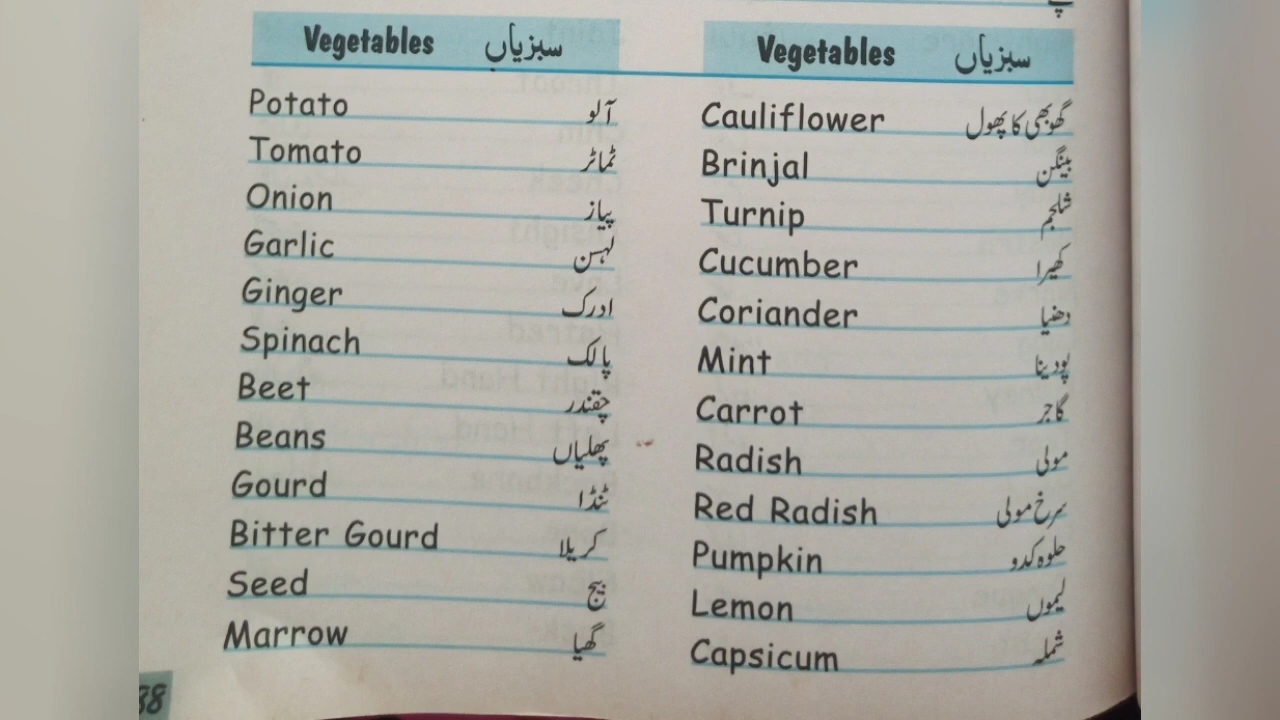 Vegetables سبزیاں
Potato آلو
Tomato ٹماٹر
Onion پیاز
Garlic لہسن
Ginger ادرک
Spinach پالک
Beet چقندر
Beans پھلیاں
Gourd ٹنڈا
Bitter Gourd کریلا
Seed بیج
Marrow گھیا
38
Vegetables سبزیاں
Cauliflower گھوبھی کا پھول
Brinjal بینگن
Turnip شلجم
Cucumber کھیرا
Coriander دھنیا
Mint پودینا
Carrot گاجر
Radish مولی
Red Radish سرخ مولی
Pumpkin حلوہ کدو
Lemon لیموں
Capsicum شملہ